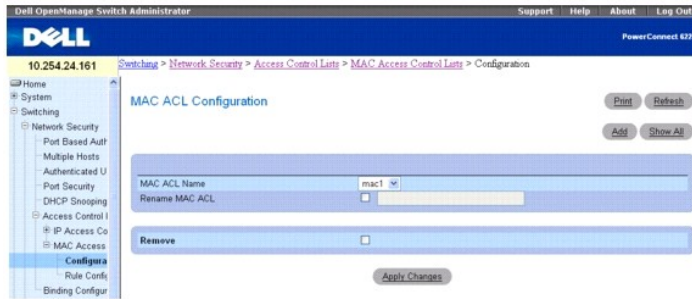 Dell OpenManage Switch Administrator Support Help About Log Out
DELL
PowerConnect 622
10.254.24.161
Switching > Network Security > Access Control Lists > MAC Access Control Lists > Configuration
Home
System
Switching
Network Security
Port Based Auth
Multiple Hosts
Authenticated U
Port Security
DHCP Snooping
Access Control l
IP Access Co
MAC Access
Configura
Rule Config
Binding Configur
MAC ACL Configuration
Print Refresh
Add Show All
MAC ACL Name mac1
Rename MAC ACL
Remove
Apply Changes